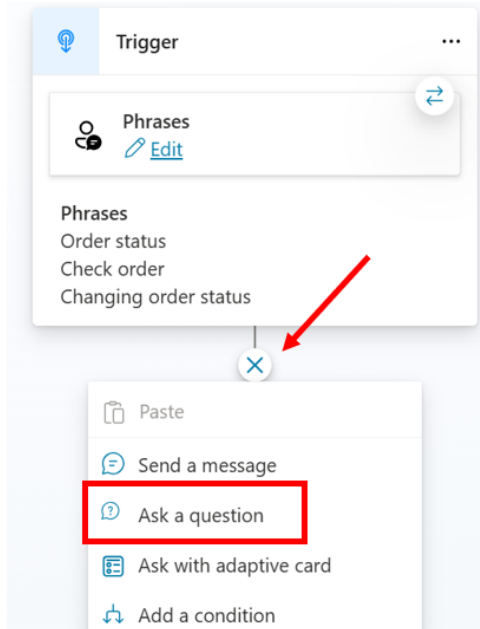 Trigger
Phrases
Edit
Phrases
Order status
Check order
Changing order status
Paste
Send a message
Ask a question
Ask with adaptive card
Add a condition